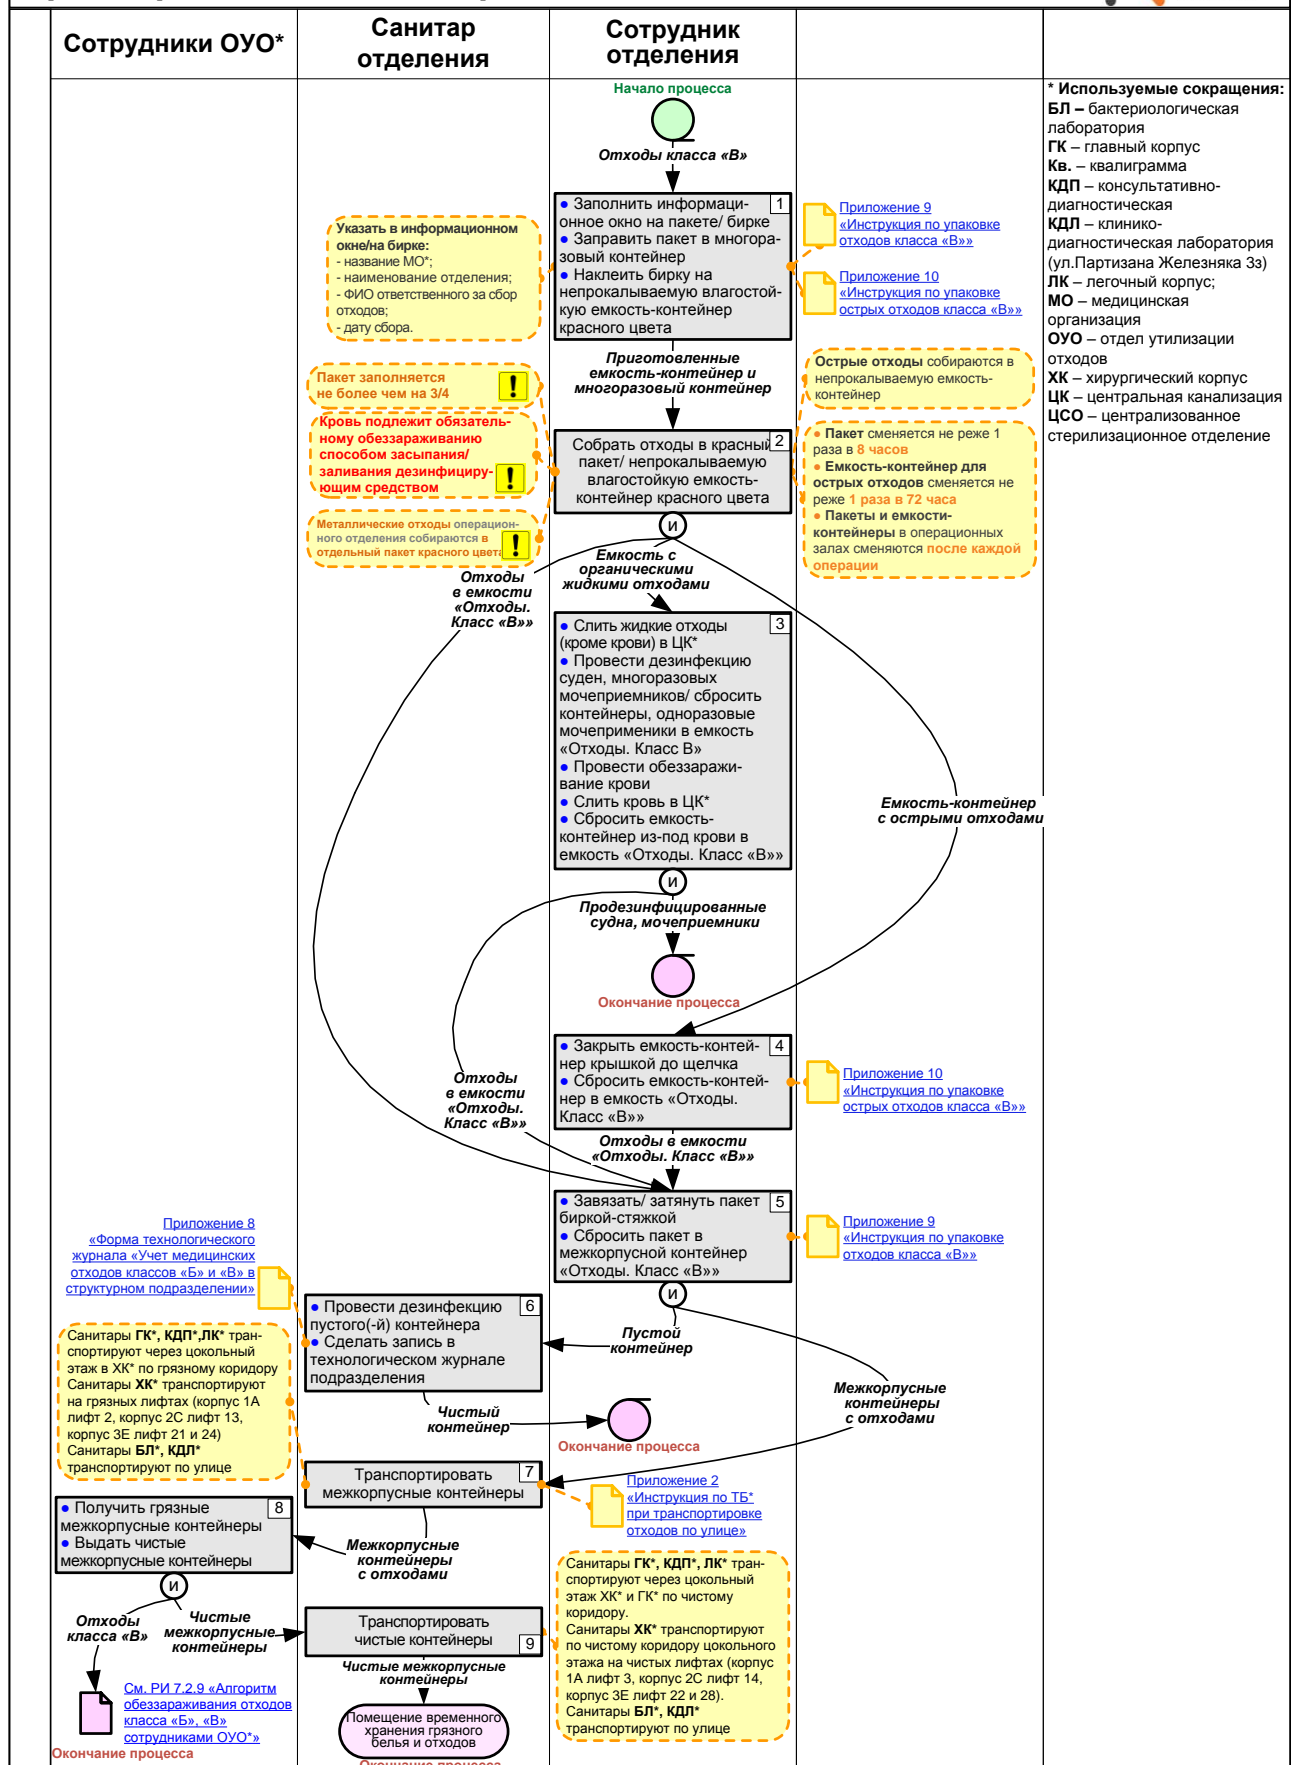 Сотрудники ОУО*
Санитар
отделения
Сотрудник
отделения
* Используемые сокращения:
БЛ – бактериологическая
лаборатория
ГК – главный корпус
Кв. – квалиграмма
КДП – консультативно-
диагностическая
КДЛ – клинико-
диагностическая лаборатория
(ул.Партизана Железняка 3з)
ЛК – легочный корпус;
МО – медицинская
организация
ОУО – отдел утилизации
отходов
ХК – хирургический корпус
ЦК – центральная канализация
ЦСО – централизованное
стерилизационное отделение
Начало процесса
Отходы класса «В»
1
● Заполнить информаци-
онное окно на пакете/ бирке
● Заправить пакет в многора-
зовый контейнер
● Наклеить бирку на
непрокалываемую влагостой-
кую емкость-контейнер
красного цвета
Указать в информационном
окне/на бирке:
- название МО*;
- наименование отделения;
- ФИО ответственного за сбор
отходов;
- дату сбора.
Приложение 9
«Инструкция по упаковке
отходов класса «В»»
Приложение 10
«Инструкция по упаковке
острых отходов класса «В»»
Приготовленные
емкость-контейнер и
многоразовый контейнер
Пакет заполняется
не более чем на 3/4
!
Кровь подлежит обязатель-
ному обеззараживанию
способом засыпания/
заливания дезинфициру-
ющим средством
!
Металлические отходы операцион-
ного отделения собираются в
отдельный пакет красного цвета
!
Острые отходы собираются в
непрокалываемую емкость-
контейнер
● Пакет сменяется не реже 1
раза в 8 часов
● Емкость-контейнер для
острых отходов сменяется не
реже 1 раза в 72 часа
● Пакеты и емкости-
контейнеры в операционных
залах сменяются после каждой
операции
2
Собрать отходы в красный
пакет/ непрокалываемую
влагостойкую емкость-
контейнер красного цвета
И
Отходы
в емкости
«Отходы.
Класс «В»»
Емкость с
органическими
жидкими отходами
3
● Слить жидкие отходы
(кроме крови) в ЦК*
● Провести дезинфекцию
суден, многоразовых
мочеприемников/ сбросить
контейнеры, одноразовые
мочеприменики в емкость
«Отходы. Класс В»
● Провести обеззаражи-
вание крови
● Слить кровь в ЦК*
● Сбросить емкость-
контейнер из-под крови в
емкость «Отходы. Класс «В»»
Емкость-контейнер
с острыми отходами
И
Продезинфицированные
судна, мочеприемники
Окончание процесса
4
● Закрыть емкость-контей-
нер крышкой до щелчка
● Сбросить емкость-контей-
нер в емкость «Отходы.
Класс «В»»
Приложение 10
«Инструкция по упаковке
острых отходов класса «В»»
Отходы
в емкости
«Отходы.
Класс «В»»
Отходы в емкости
«Отходы. Класс «В»»
5
● Завязать/ затянуть пакет
биркой-стяжкой
● Сбросить пакет в
межкорпусной контейнер
«Отходы. Класс «В»»
Приложение 9
«Инструкция по упаковке
отходов класса «В»»
И
Приложение 8
«Форма технологического
журнала «Учет медицинских
отходов классов «Б» и «В» в
структурном подразделении»
6
● Провести дезинфекцию
пустого(-й) контейнера
● Сделать запись в
технологическом журнале
подразделения
Пустой
контейнер
Межкорпусные
контейнеры
с отходами
Санитары ГК*, КДП*,ЛК* тран-
спортируют через цокольный
этаж в ХК* по грязному коридору
Санитары ХК* транспортируют
на грязных лифтах (корпус 1А
лифт 2, корпус 2С лифт 13,
корпус 3Е лифт 21 и 24)
Санитары БЛ*, КДЛ*
транспортируют по улице
Чистый
контейнер
Окончание процесса
7
Транспортировать
межкорпусные контейнеры
Приложение 2
«Инструкция по ТБ*
при транспортировке
отходов по улице»
8
● Получить грязные
межкорпусные контейнеры
● Выдать чистые
межкорпусные контейнеры
Межкорпусные
контейнеры
с отходами
И
Отходы
класса «В»
Чистые
межкорпусные
контейнеры
Транспортировать
чистые контейнеры
9
Санитары ГК*, КДП*, ЛК* тран-
спортируют через цокольный
этаж ХК* и ГК* по чистому
коридору.
Санитары ХК* транспортируют
по чистому коридору цокольного
этажа на чистых лифтах (корпус
1А лифт 3, корпус 2С лифт 14,
корпус 3Е лифт 22 и 28).
Санитары БЛ*, КДЛ*
транспортируют по улице
Чистые межкорпусные
контейнеры
См. РИ 7.2.9 «Алгоритм
обеззараживания отходов
класса «Б», «В»
сотрудниками ОУО*»
Окончание процесса
Помещение временного
хранения грязного
белья и отходов
Окончание процесса